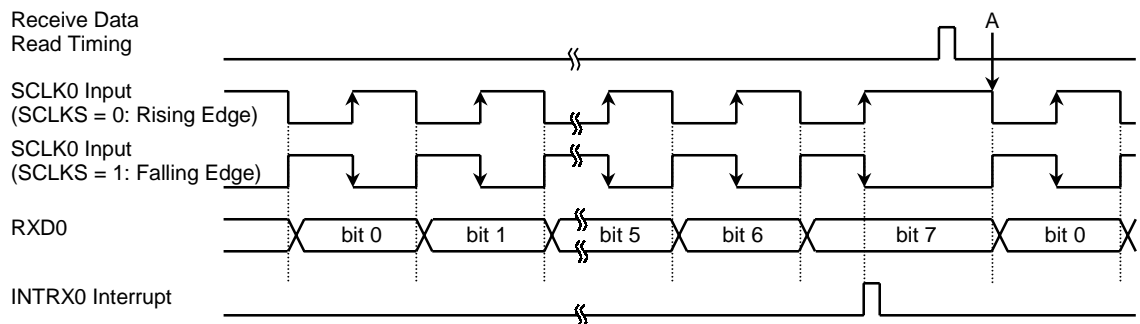 Receive Data
Read Timing
A
SCLK0 Input
(SCLKS = 0: Rising Edge)
SCLK0 Input
(SCLKS = 1: Falling Edge)
RXD0
bit 0
bit 1
bit 5
bit 6
bit 7
bit 0
INTRX0 Interrupt